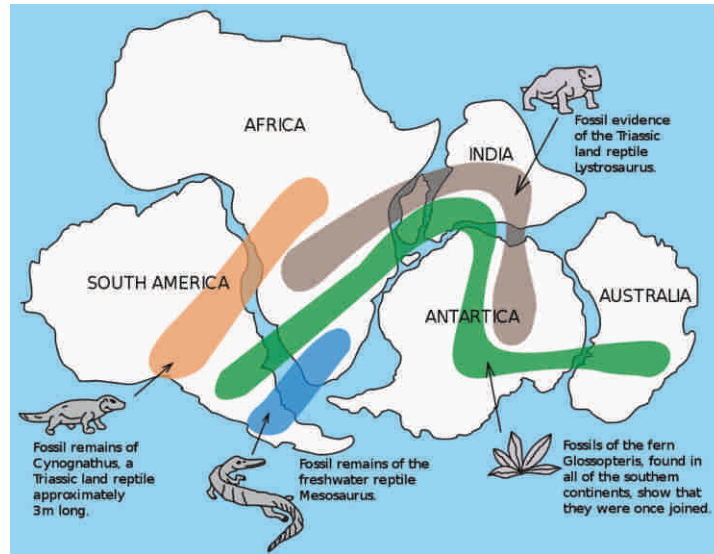 AFRICA
INDIA
Fossil evidence
of the Triassic
land reptile
Lystrosaurus.
SOUTH AMERICA
ANTARTICA
AUSTRALIA
Fossil remains of
Cynognathus, a
Triassic land reptile
approximately
3m long.
Fossil remains of the
freshwater reptile
Mesosaurus.
Fossils of the fern
Glossopteris, found in
all of the southem
continents, show that
they were once joined.